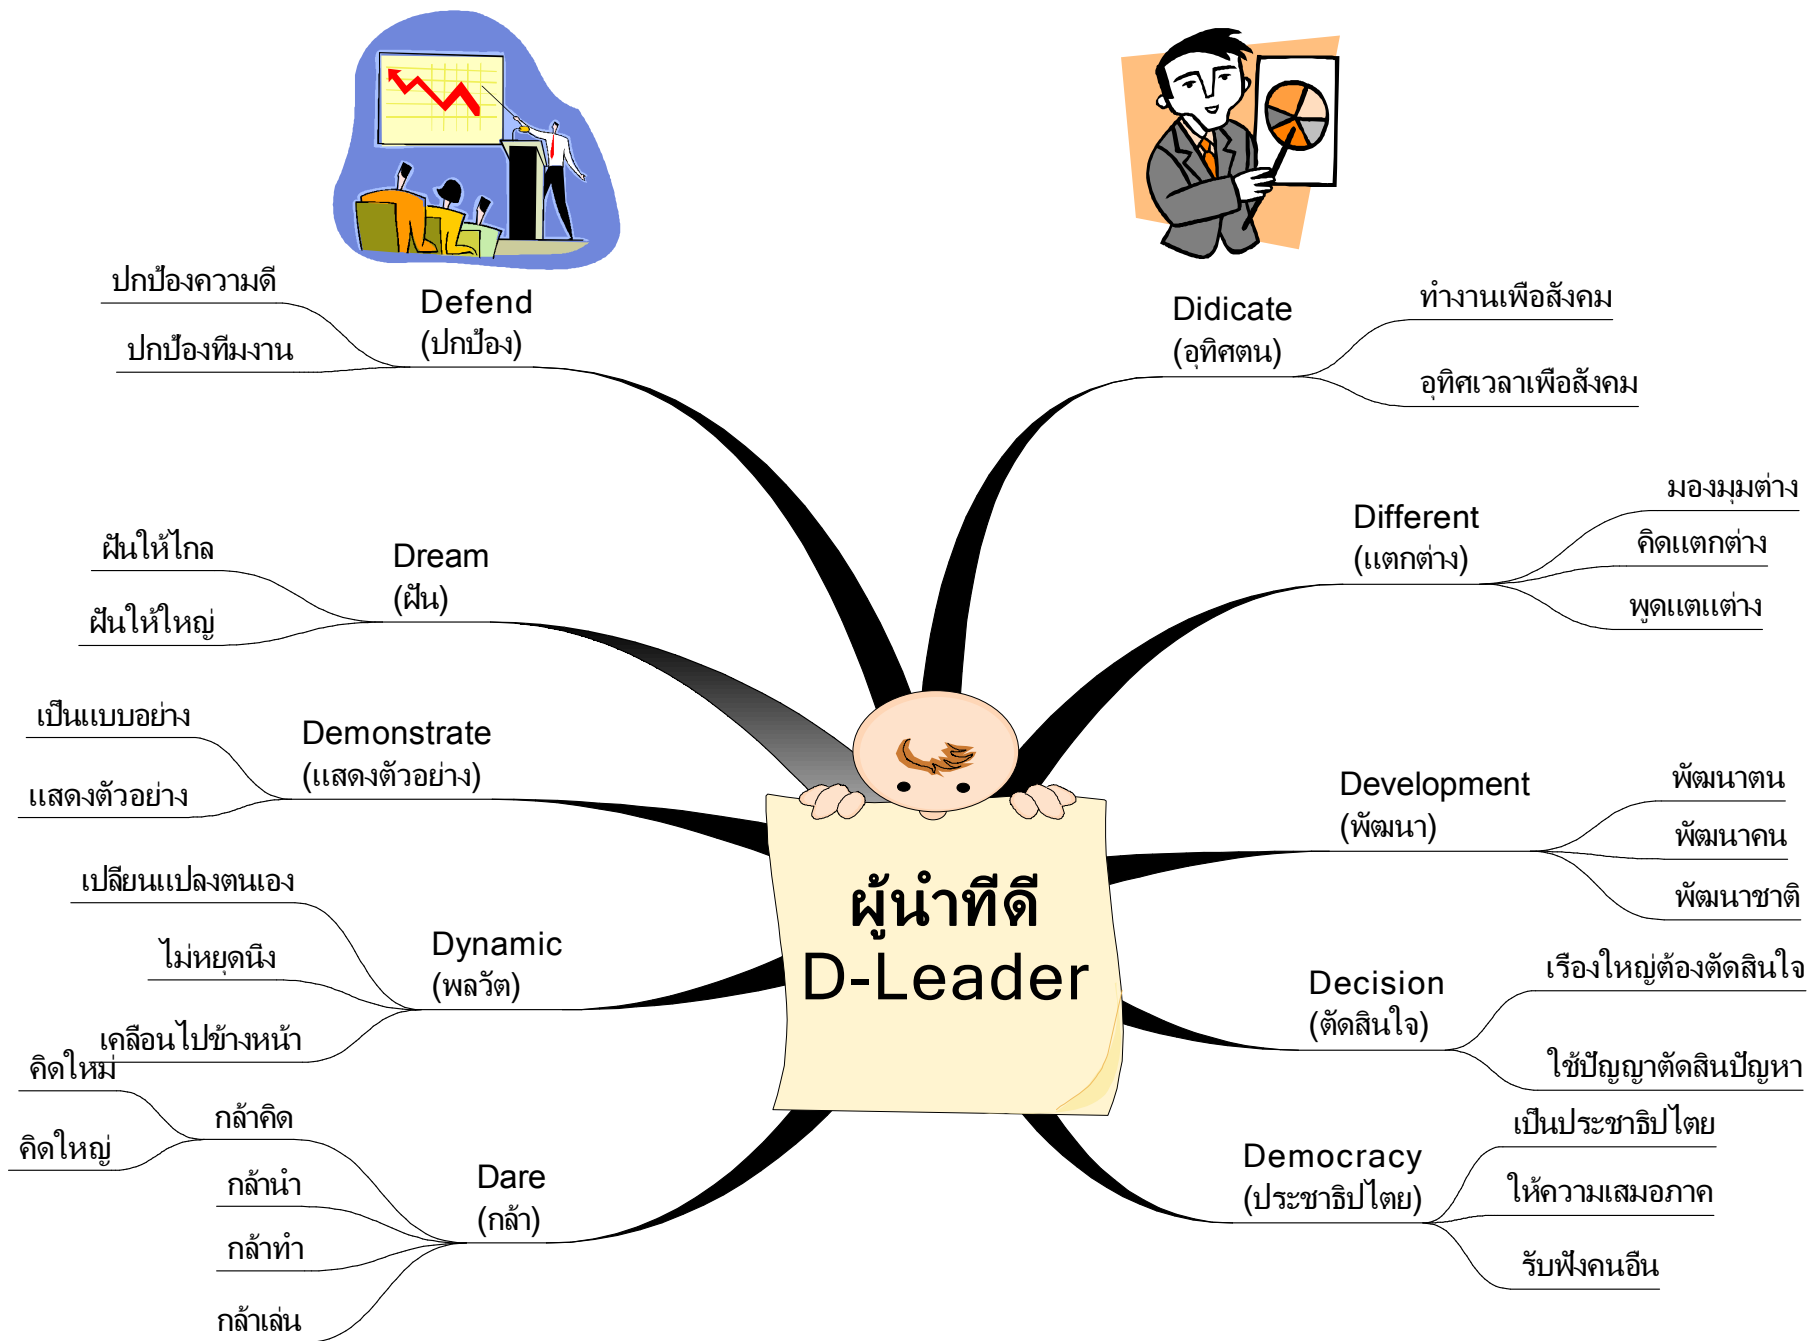 ผู้นำทีดี
D-Leader
Didicate
(อุทิศตน)
ทำงานเพือสังคม
อุทิศเวลาเพือสังคม
Different
(แตกต่าง)
มองมุมต่าง
คิดแตกต่าง
พูดแตแต่าง
Development
(พัฒนา)
พัฒนาตน
พัฒนาคน
พัฒนาชาติ
Decision
(ตัดสินใจ)
เรืองใหญ่ต้องตัดสินใจ
ใช้ปัญญาตัดสินปัญหา
Democracy
(ประชาธิปไตย)
เป็นประชาธิปไตย
ให้ความเสมอภาค
รับฟังคนอืน
Defend
(ปกป้อง)
ปกป้องความดี
ปกป้องทีมงาน
Dream
(ฝัน)
ฝันให้ไกล
ฝันให้ใหญ่
Demonstrate
(แสดงตัวอย่าง)
เป็นแบบอย่าง
แสดงตัวอย่าง
Dynamic
(พลวัต)
เปลียนแปลงตนเอง
ไม่หยุดนึง
เคลือนไปข้างหน้า
Dare
(กล้า)
กล้าคิด
คิดใหม่
คิดใหญ่
กล้านำ
กล้าทำ
กล้าเล่น